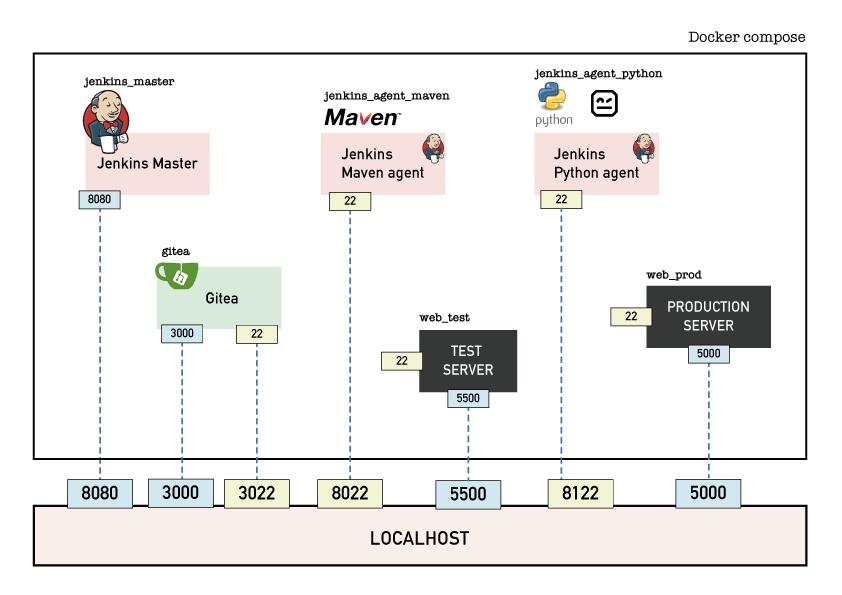 Docker compose
jenkins_master
jenkins_agent_maven
jenkins_agent_python
Maven™
python
Jenkins Master
Jenkins
Maven agent
Jenkins
Python agent
8080
22
22
gitea
Gitea
3000
22
web_test
TEST
SERVER
22
5500
web_prod
PRODUCTION
SERVER
22
5000
8080
3000
3022
8022
5500
8122
5000
LOCALHOST